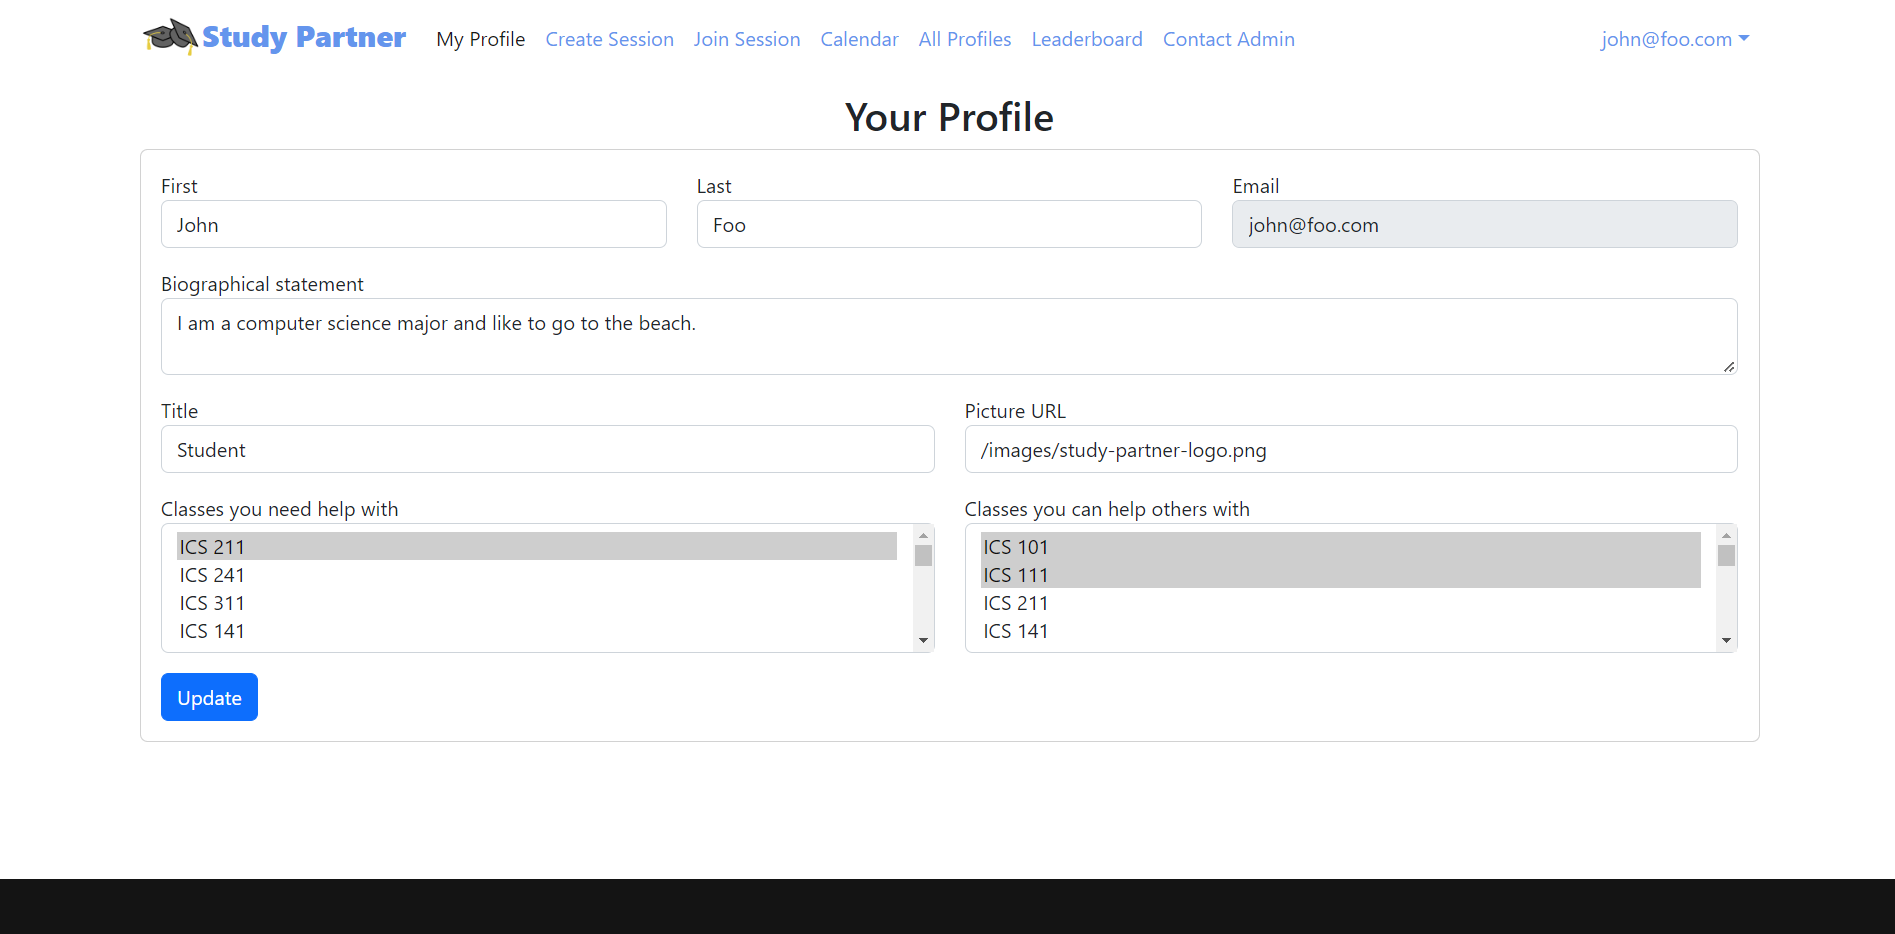 Study Partner My Profile Create Session Join Session Calendar All Profiles Leaderboard Contact Admin john@foo.com
Your Profile
First Last Email
John Foo john@foo.com
Biographical statement
I am a computer science major and like to go to the beach.
Title Picture URL
Student /images/study-partner-logo.png
Classes you need help with Classes you can help others with
ICS 211 ICS 101
ICS 241 ICS 111
ICS 311 ICS 211
ICS 141 ICS 141
Update